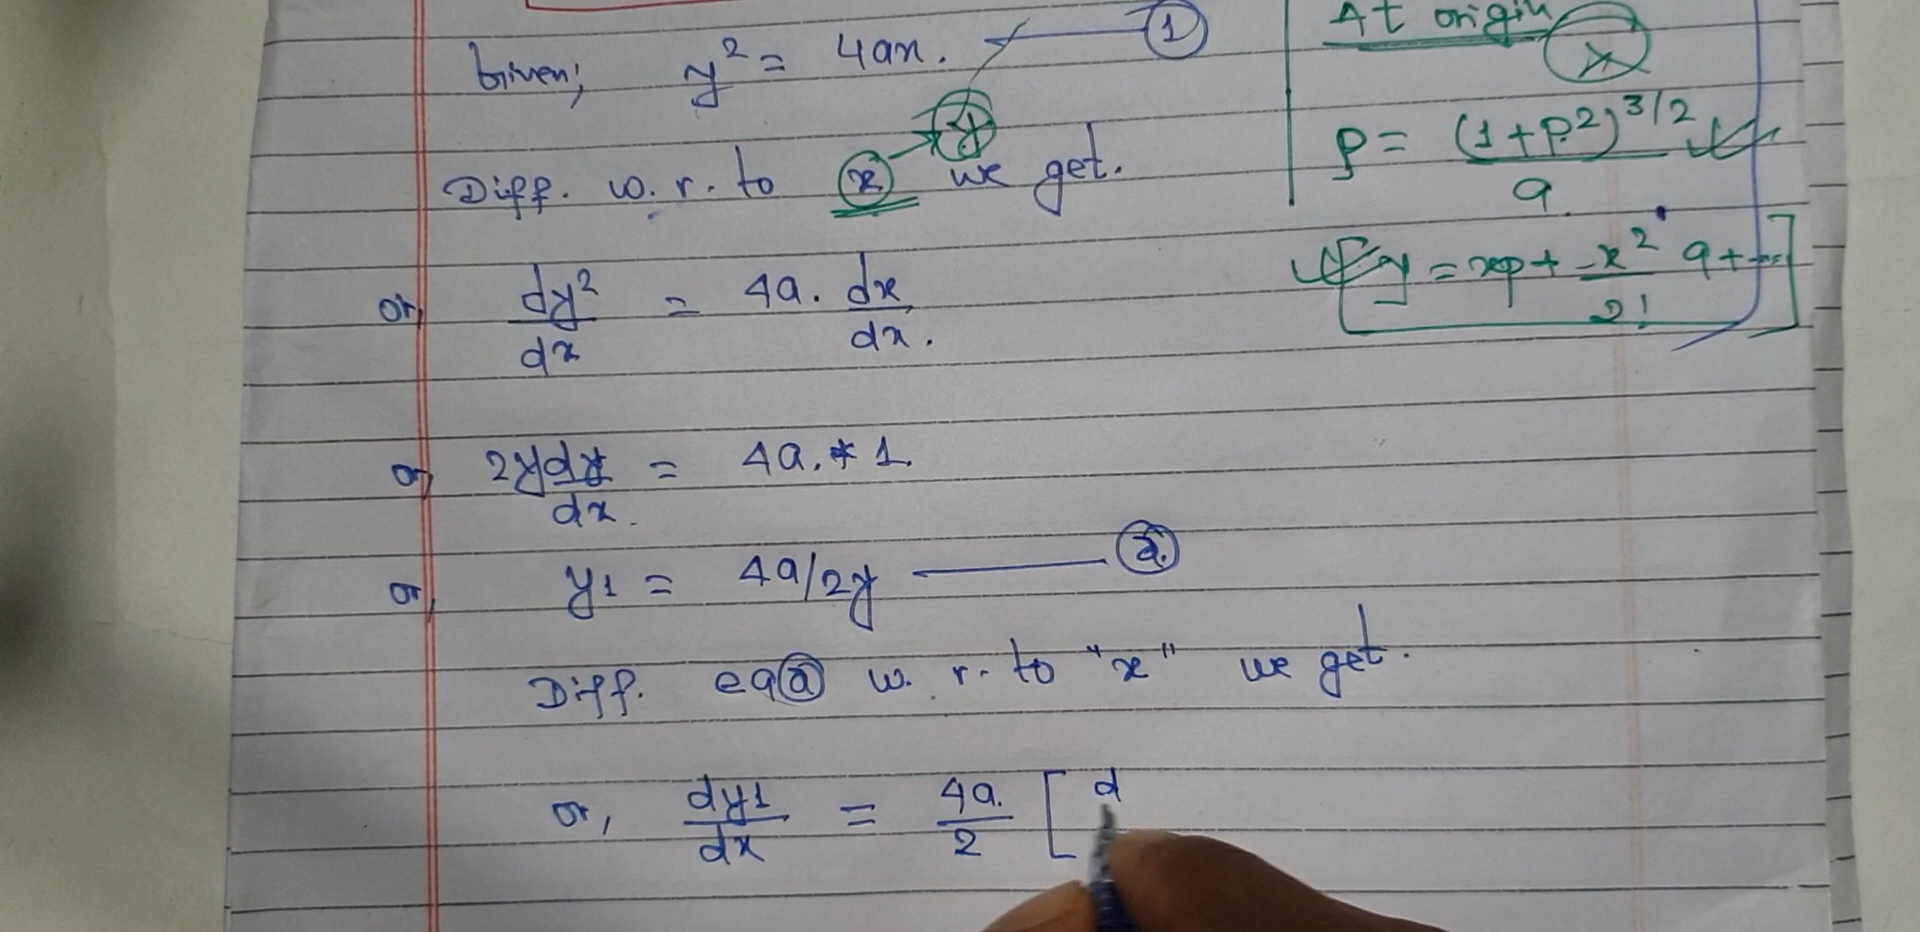 Given; y² = 4ax. ①
Diff. w. r. to x y we get.
or, dy²/dx = 4a. dx/dx.
or, 2y dy/dx = 4a. * 1.
or, y1 = 4a/2y ②
Diff. eq② w. r. to "x" we get.
or, dy1/dx = 4a/2 [ d
At origin
ρ = (1+p²)^3/2 / q
y = xp + x²/2! q + ...